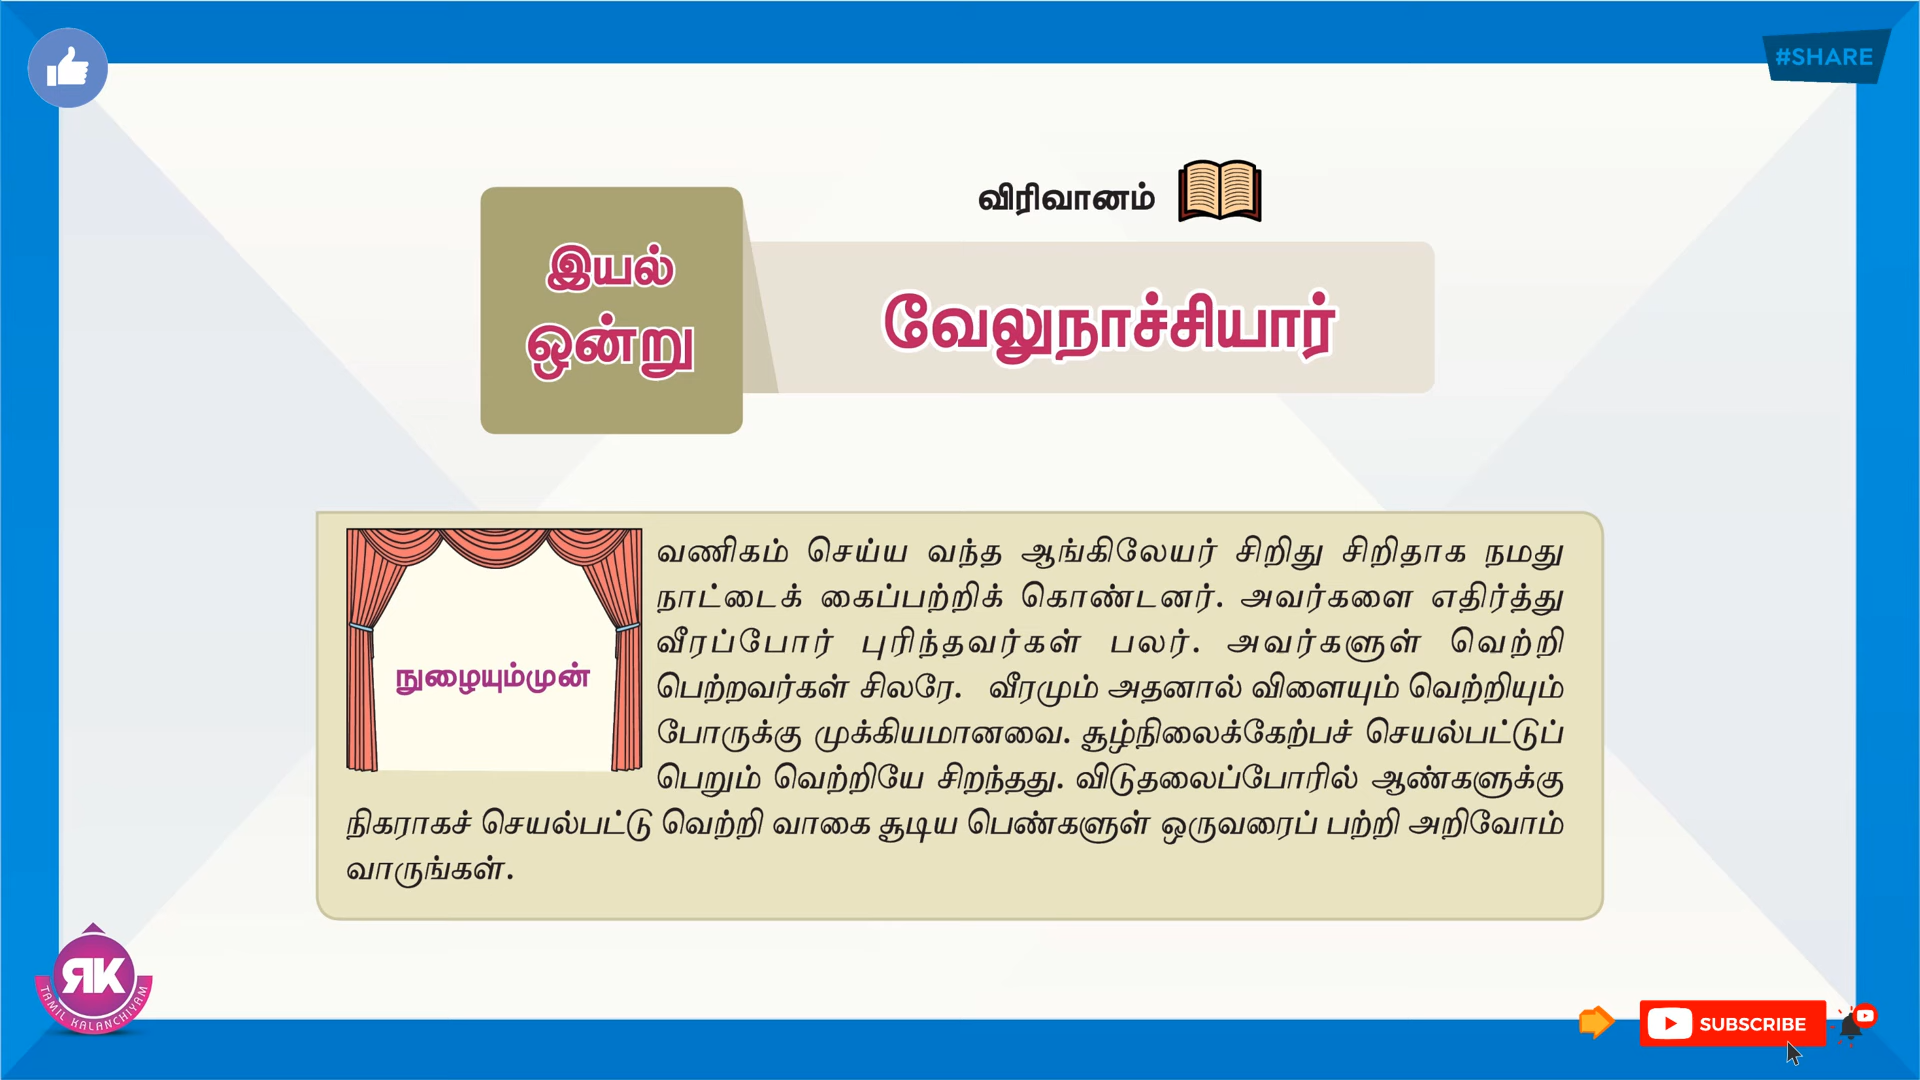 #SHARE
விரிவானம்
இயல்
ஒன்று
வேலுநாச்சியார்
நுழையும்முன்
வணிகம் செய்ய வந்த ஆங்கிலேயர் சிறிது சிறிதாக நமது
நாட்டைக் கைப்பற்றிக் கொண்டனர். அவர்களை எதிர்த்து
வீரப்போர் புரிந்தவர்கள் பலர். அவர்களுள் வெற்றி
பெற்றவர்கள் சிலரே. வீரமும் அதனால் விளையும் வெற்றியும்
போருக்கு முக்கியமானவை. சூழ்நிலைக்கேற்பச் செயல்பட்டுப்
பெறும் வெற்றியே சிறந்தது. விடுதலைப்போரில் ஆண்களுக்கு
நிகராகச் செயல்பட்டு வெற்றி வாகை சூடிய பெண்களுள் ஒருவரைப் பற்றி அறிவோம்
வாருங்கள்.
RK
TAMIL KALANCHIYAM
SUBSCRIBE